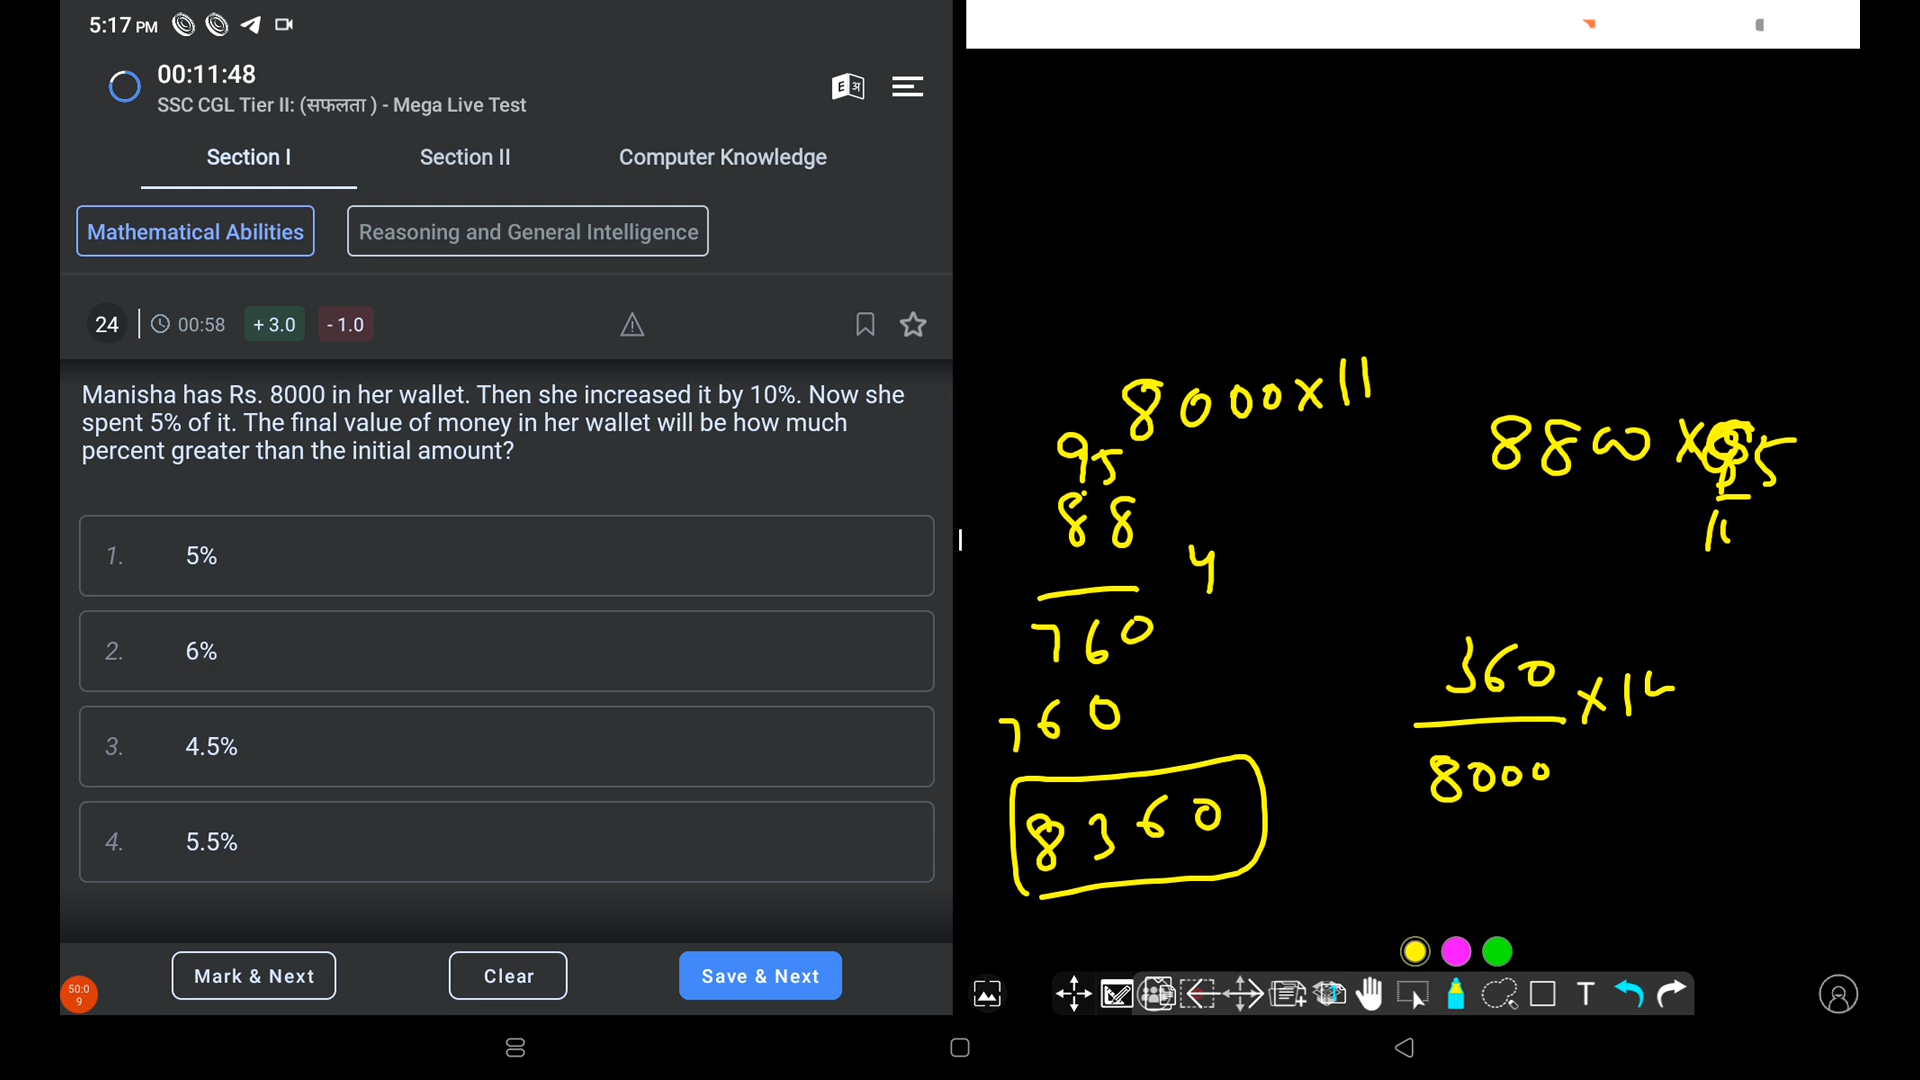 5:17 PM
00:11:48
SSC CGL Tier II: (सफलता ) - Mega Live Test
E अ
Section I
Section II
Computer Knowledge
Mathematical Abilities
Reasoning and General Intelligence
24
00:58
+ 3.0
- 1.0
Manisha has Rs. 8000 in her wallet. Then she increased it by 10%. Now she
spent 5% of it. The final value of money in her wallet will be how much
percent greater than the initial amount?
1. 5%
2. 6%
3. 4.5%
4. 5.5%
Mark & Next
Clear
Save & Next
50:0
9
8000x11
95
88
4
760
760
8360
8800 x
360
x1
8000
T